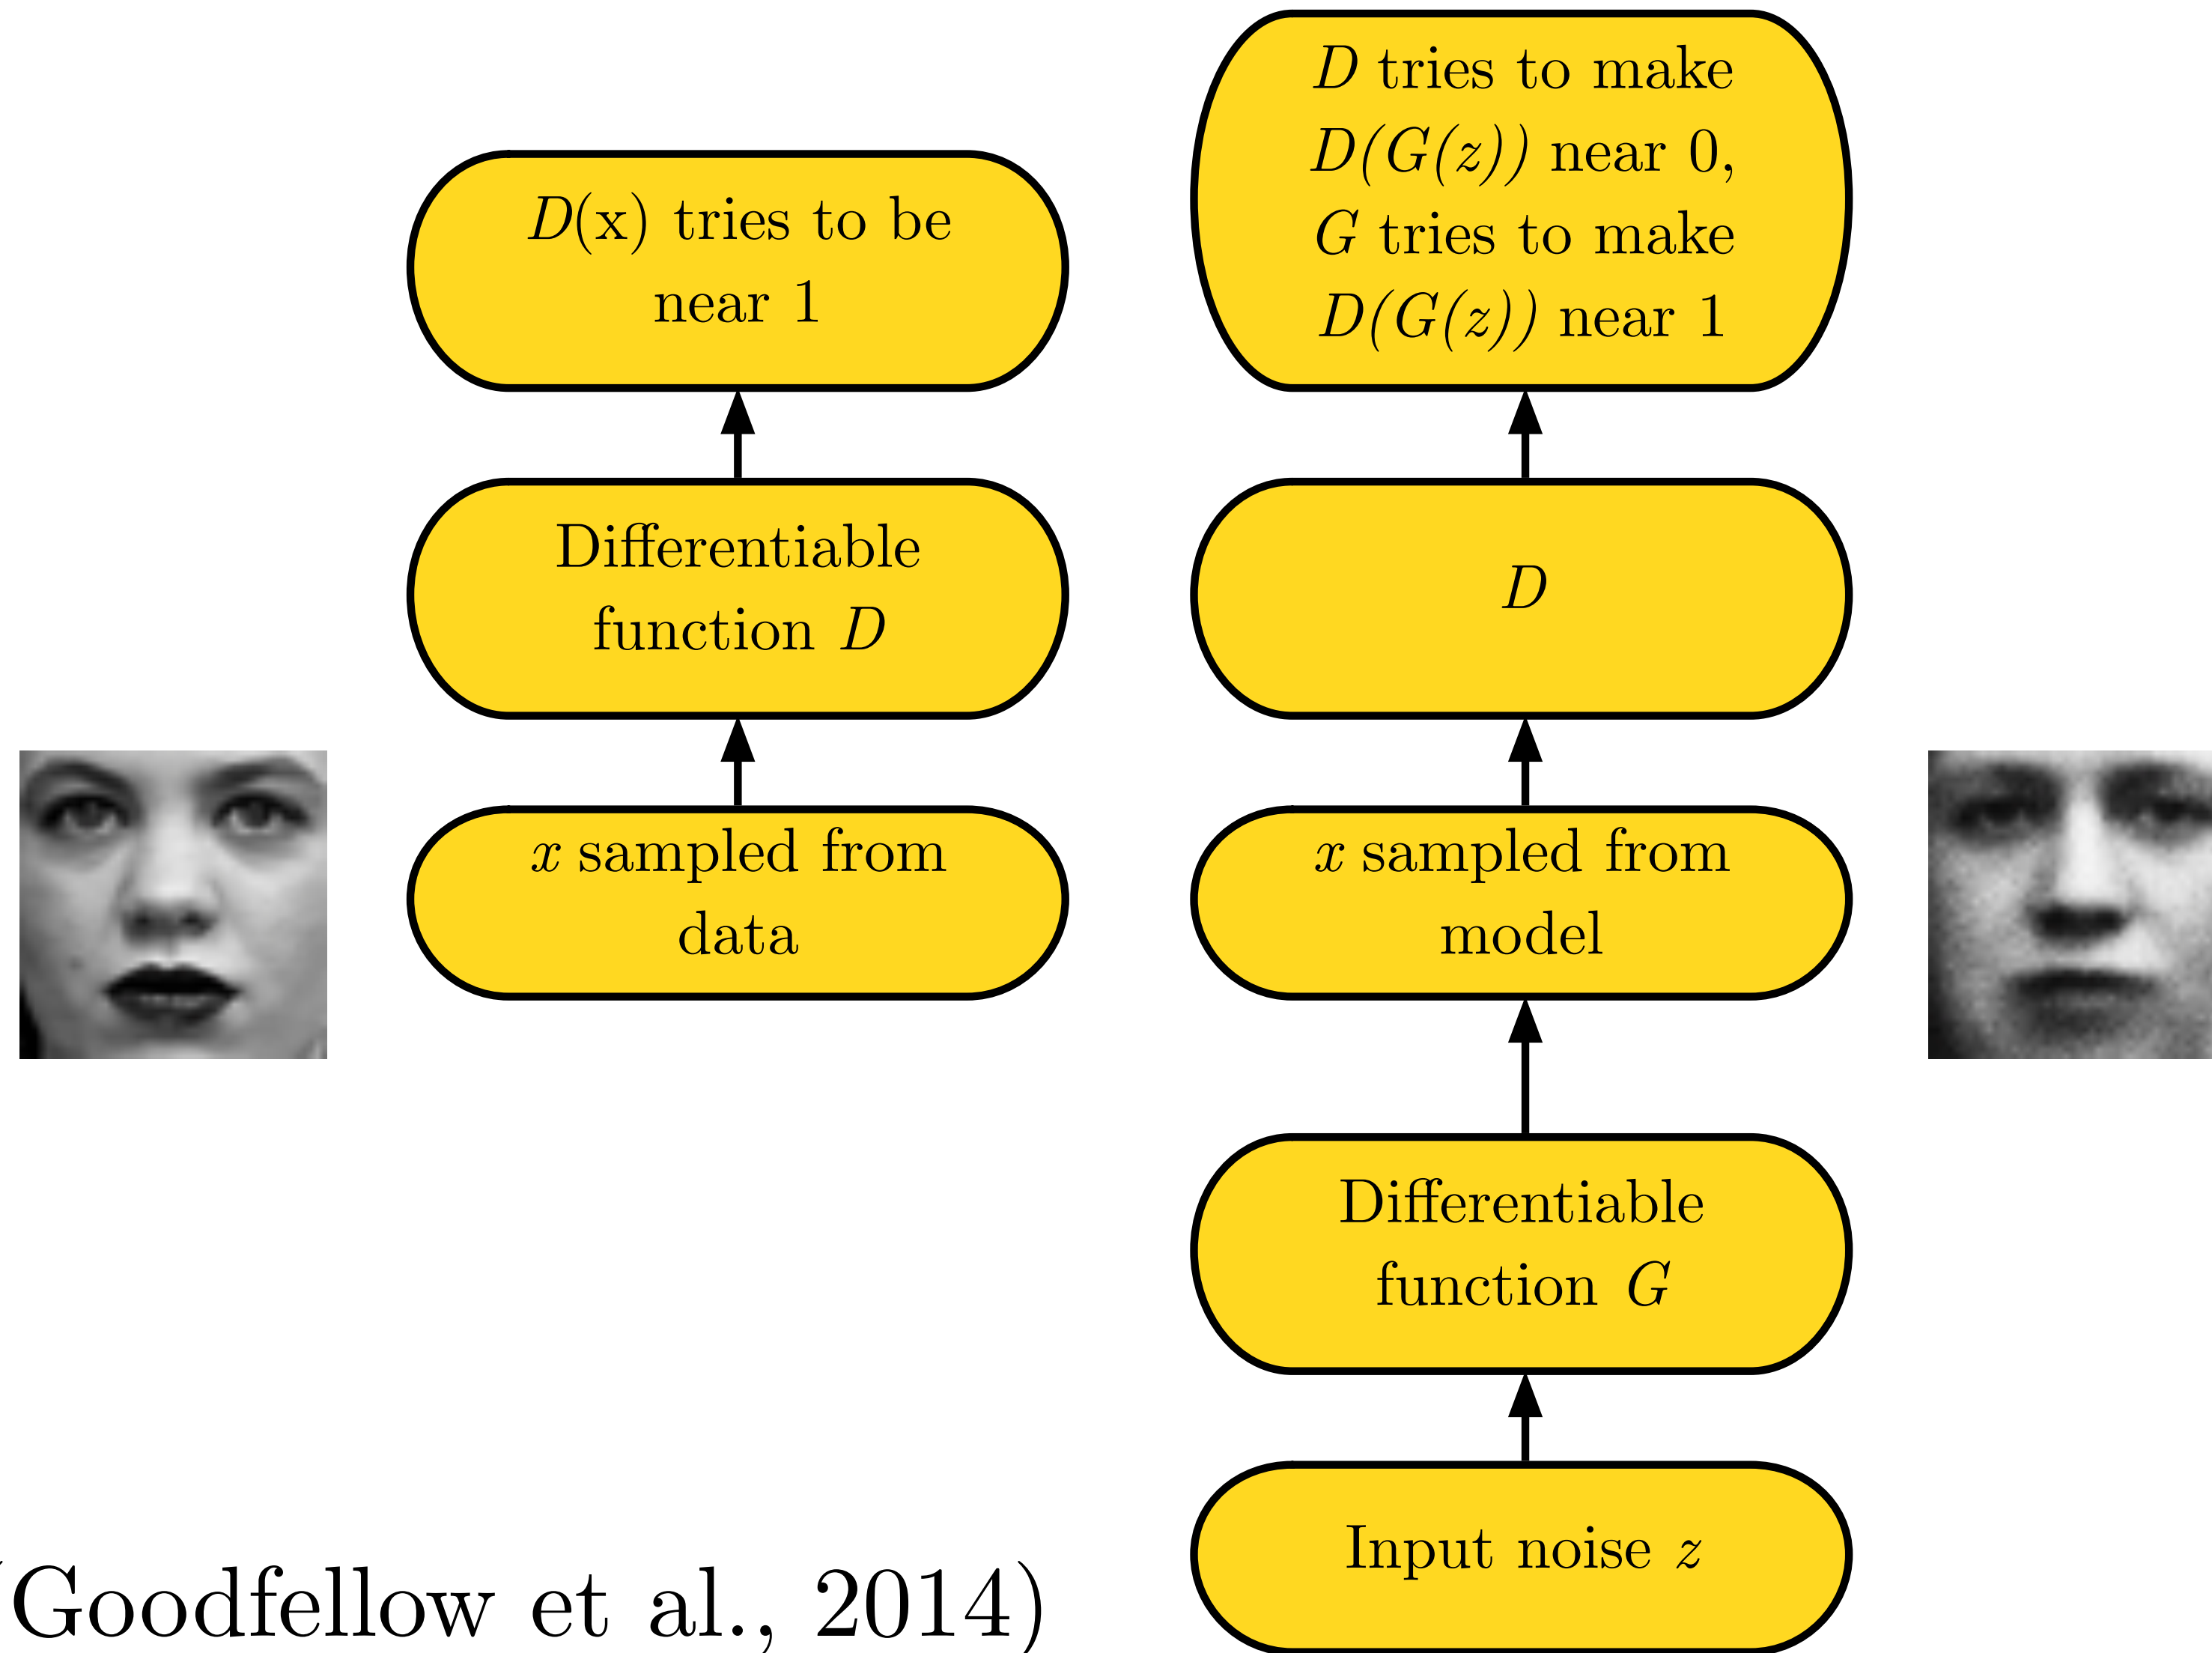 D(x) tries to be
near 1
Differentiable
function D
x sampled from
data
D tries to make
D(G(z)) near 0,
G tries to make
D(G(z)) near 1
D
x sampled from
model
Differentiable
function G
Input noise z
(Goodfellow et al., 2014)